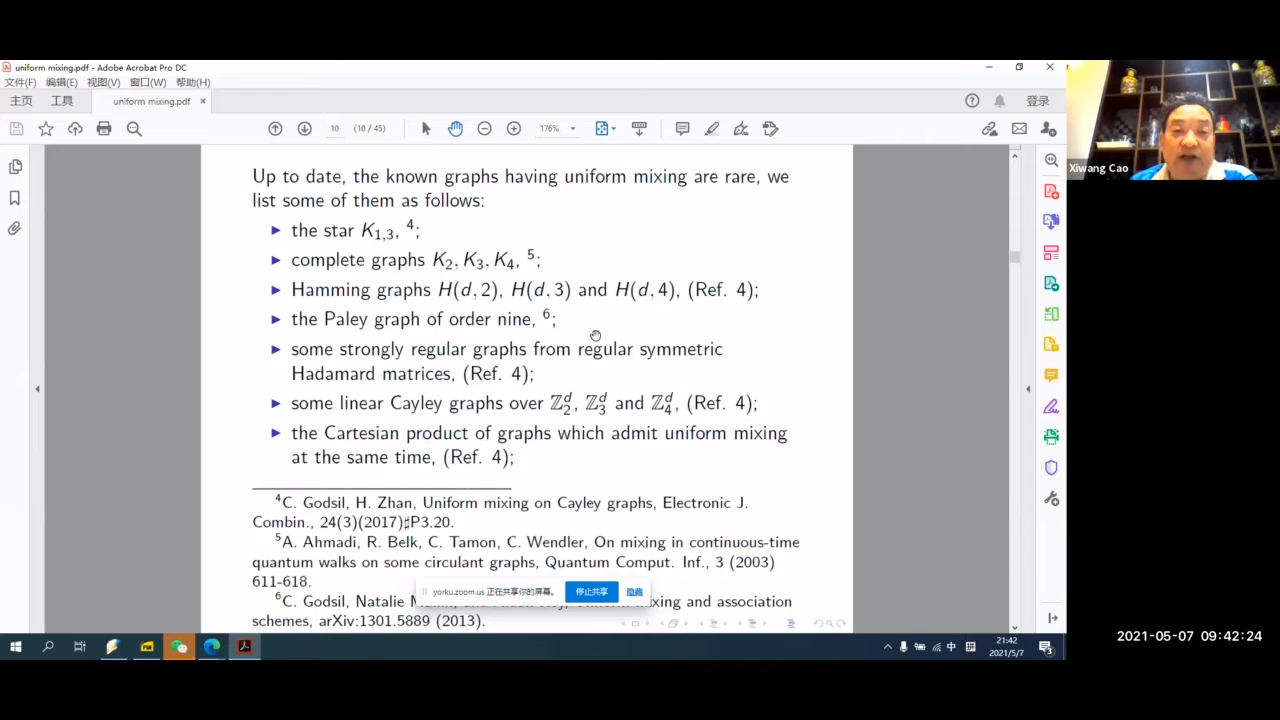 uniform mixing.pdf - Adobe Acrobat Pro DC
文件(F) 编辑(E) 视图(V) 窗口(W) 帮助(H)
主页 工具 uniform mixing.pdf × 登录
10 (10 / 45) 176%
Xiwang Cao
Up to date, the known graphs having uniform mixing are rare, we
list some of them as follows:
▶ the star K1,3, 4;
▶ complete graphs K2, K3, K4, 5;
▶ Hamming graphs H(d, 2), H(d, 3) and H(d, 4), (Ref. 4);
▶ the Paley graph of order nine, 6;
▶ some strongly regular graphs from regular symmetric
Hadamard matrices, (Ref. 4);
▶ some linear Cayley graphs over ℤ₂ᵈ, ℤ₃ᵈ and ℤ₄ᵈ, (Ref. 4);
▶ the Cartesian product of graphs which admit uniform mixing
at the same time, (Ref. 4);
4C. Godsil, H. Zhan, Uniform mixing on Cayley graphs, Electronic J.
Combin., 24(3)(2017)♯P3.20.
5A. Ahmadi, R. Belk, C. Tamon, C. Wendler, On mixing in continuous-time
quantum walks on some circulant graphs, Quantum Comput. Inf., 3 (2003)
611-618.
yorku.zoom.us 正在共享你的屏幕。 停止共享 隐藏
6C. Godsil, Natalie mixing and association
schemes, arXiv:1301.5889 (2013).
中 拼 21:42
2021/5/7 3
2021-05-07 09:42:24